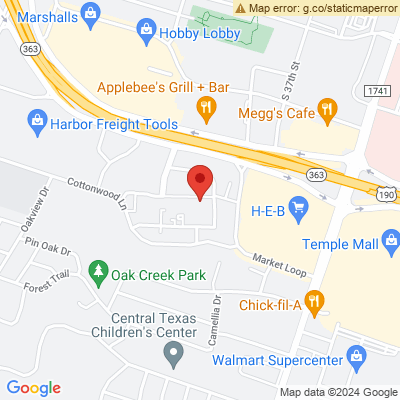 Marshalls
Hobby Lobby
Map error: g.co/staticmaperror
363
S 37th St
1741
Applebee's Grill + Bar
Megg's Cafe
Harbor Freight Tools
363
190
Cottonwood Ln
Oakview Dr
H-E-B
Pin Oak Dr
Temple Mall
Market Loop
Forest Trail
Oak Creek Park
Camellia Dr
Chick-fil-A
Central Texas
Children's Center
Walmart Supercenter
Google
Map data ©2024 Google